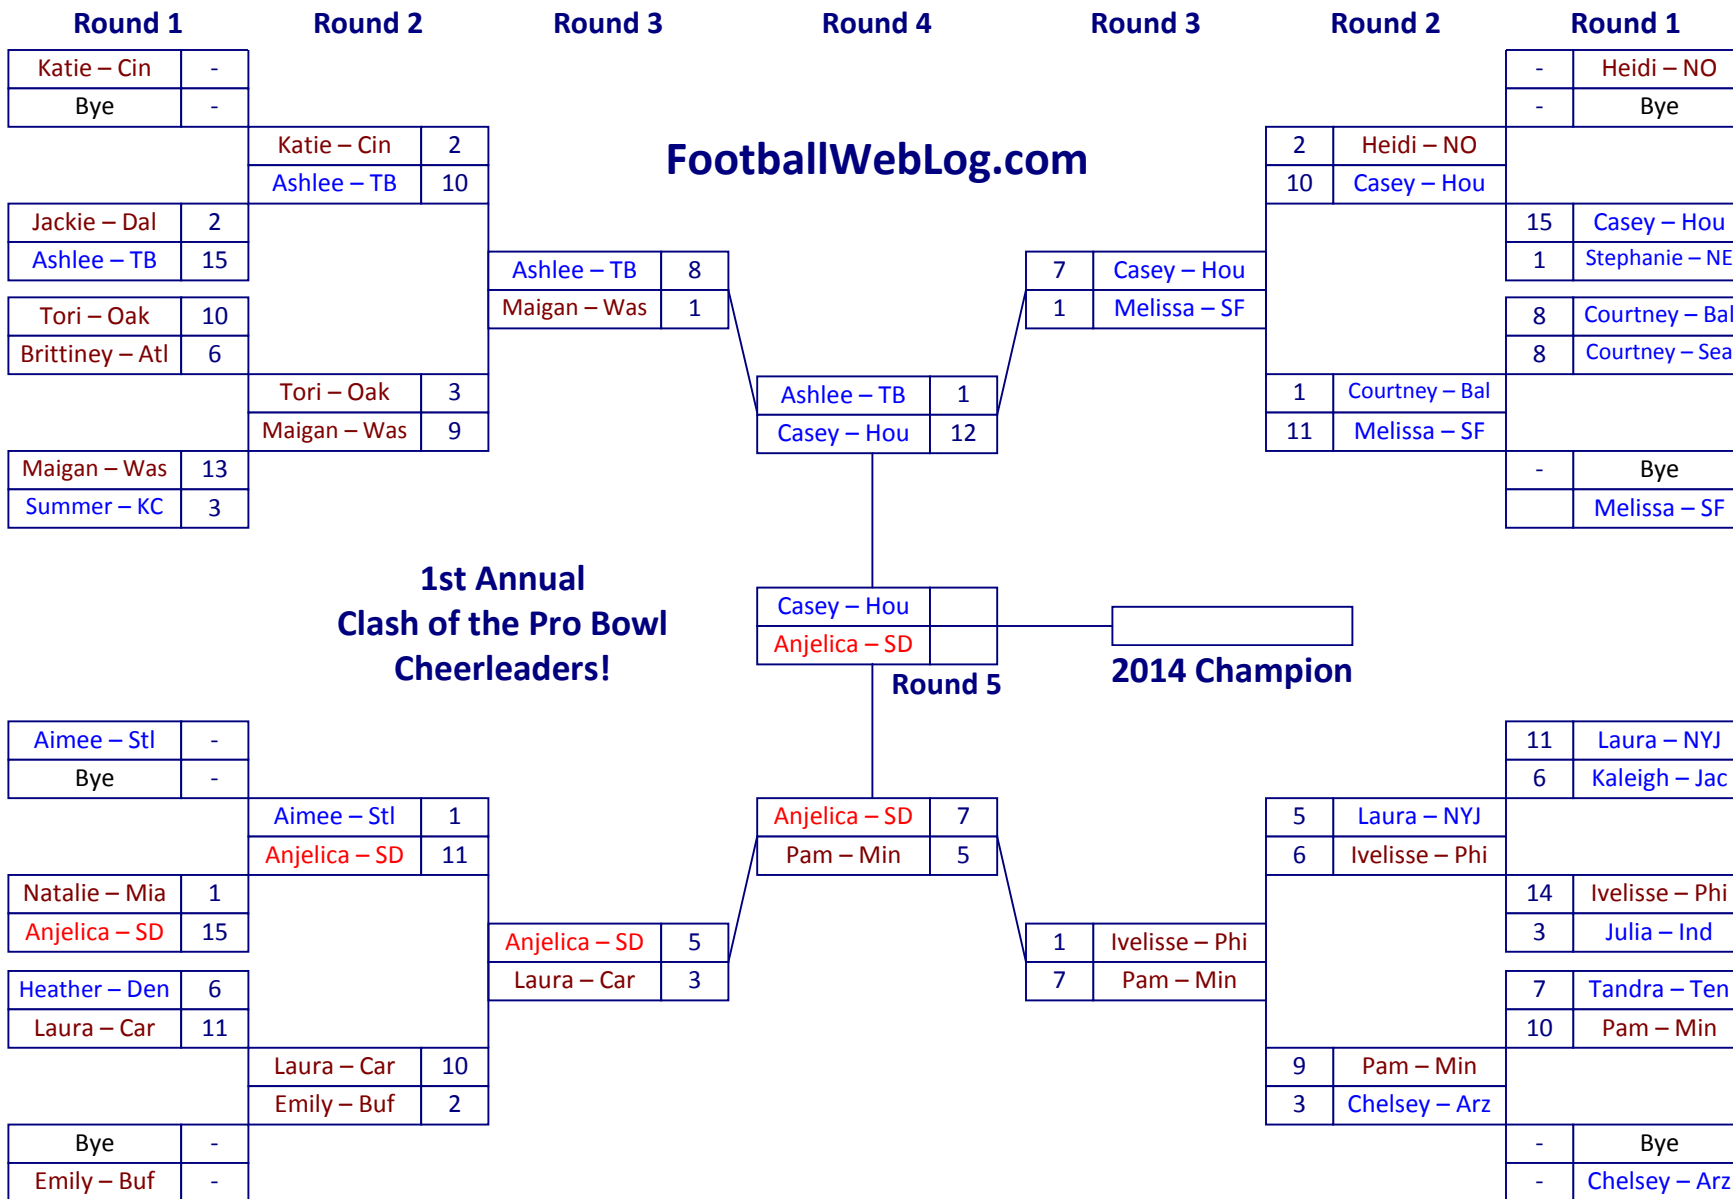 Round 1 Round 2 Round 3 Round 4 Round 3 Round 2 Round 1
Katie – Cin - - Heidi – NO
Bye - - Bye
Katie – Cin 2 2 Heidi – NO
FootballWebLog.com
Ashlee – TB 10 10 Casey – Hou
Jackie – Dal 2 15 Casey – Hou
Ashlee – TB 15 1 Stephanie – NE
Ashlee – TB 8 7 Casey – Hou
Maigan – Was 1 1 Melissa – SF
Tori – Oak 10 8 Courtney – Bal
Brittiney – Atl 6 8 Courtney – Sea
Tori – Oak 3 Ashlee – TB 1 1 Courtney – Bal
Maigan – Was 9 Casey – Hou 12 11 Melissa – SF
Maigan – Was 13 - Bye
Summer – KC 3 Melissa – SF
1st Annual
Clash of the Pro Bowl
Cheerleaders!
Casey – Hou
Anjelica – SD
Round 5
2014 Champion
Aimee – Stl - 11 Laura – NYJ
Bye - 6 Kaleigh – Jac
Aimee – Stl 1 Anjelica – SD 7 5 Laura – NYJ
Anjelica – SD 11 Pam – Min 5 6 Ivelisse – Phi
Natalie – Mia 1 14 Ivelisse – Phi
Anjelica – SD 15 3 Julia – Ind
Anjelica – SD 5 1 Ivelisse – Phi
Laura – Car 3 7 Pam – Min
Heather – Den 6 7 Tandra – Ten
Laura – Car 11 10 Pam – Min
Laura – Car 10 9 Pam – Min
Emily – Buf 2 3 Chelsey – Arz
Bye - - Bye
Emily – Buf - - Chelsey – Arz